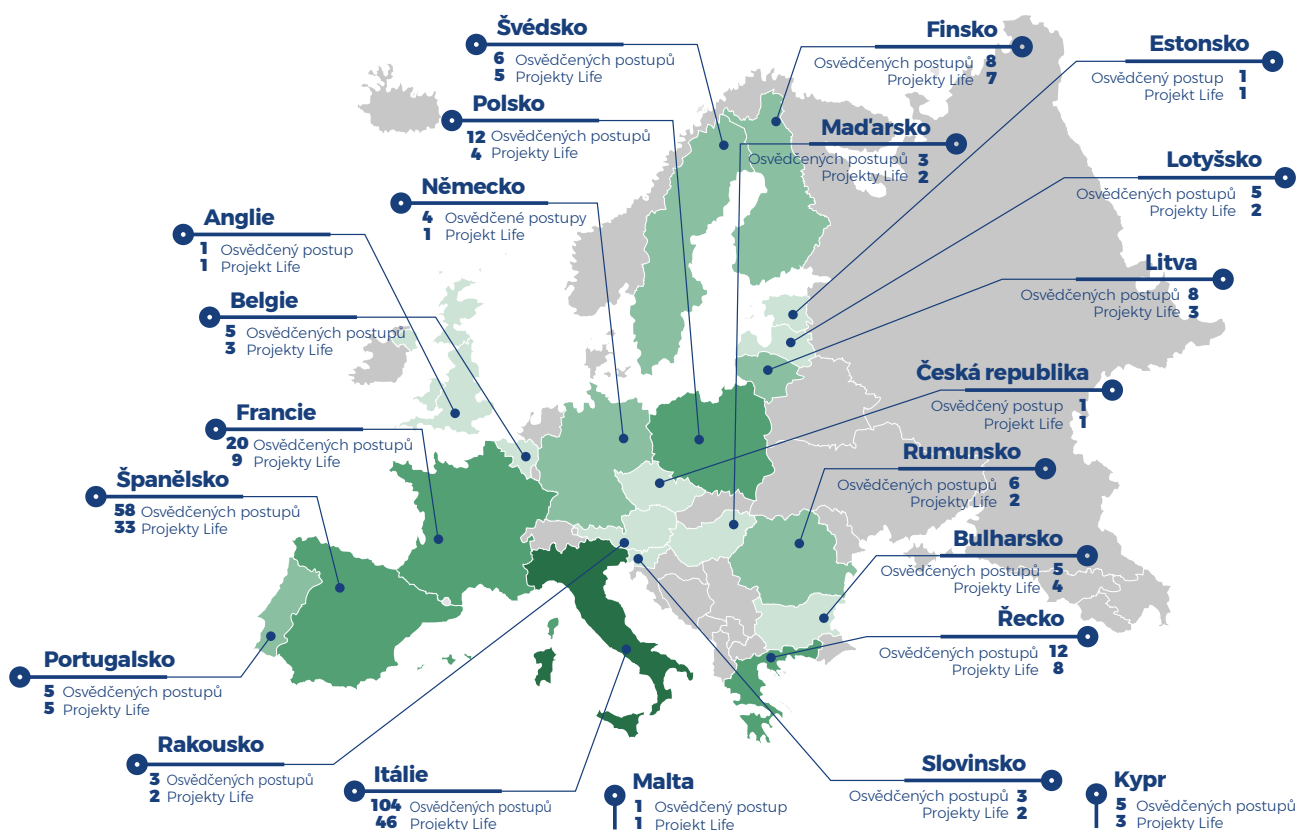 Švédsko
6 Osvědčených postupů
5 Projekty Life
Finsko
Osvědčených postupů 8
Projekty Life 7
Estonsko
Osvědčený postup 1
Projekt Life 1
Polsko
12 Osvědčených postupů
4 Projekty Life
Maďarsko
Osvědčených postupů 3
Projekty Life 2
Lotyšsko
Osvědčených postupů 5
Projekty Life 2
Německo
4 Osvědčené postupy
1 Projekt Life
Anglie
1 Osvědčený postup
1 Projekt Life
Litva
Osvědčených postupů 8
Projekty Life 3
Belgie
5 Osvědčených postupů
3 Projekty Life
Česká republika
Osvědčený postup 1
Projekt Life 1
Francie
20 Osvědčených postupů
9 Projekty Life
Rumunsko
Osvědčených postupů 6
Projekty Life 2
Španělsko
58 Osvědčených postupů
33 Projekty Life
Bulharsko
Osvědčených postupů 5
Projekty Life 4
Řecko
Osvědčených postupů 12
Projekty Life 8
Portugalsko
5 Osvědčených postupů
5 Projekty Life
Rakousko
3 Osvědčených postupů
2 Projekty Life
Itálie
104 Osvědčených postupů
46 Projekty Life
Malta
1 Osvědčený postup
1 Projekt Life
Slovinsko
Osvědčených postupů 3
Projekty Life 2
Kypr
5 Osvědčených postupů
3 Projekty Life